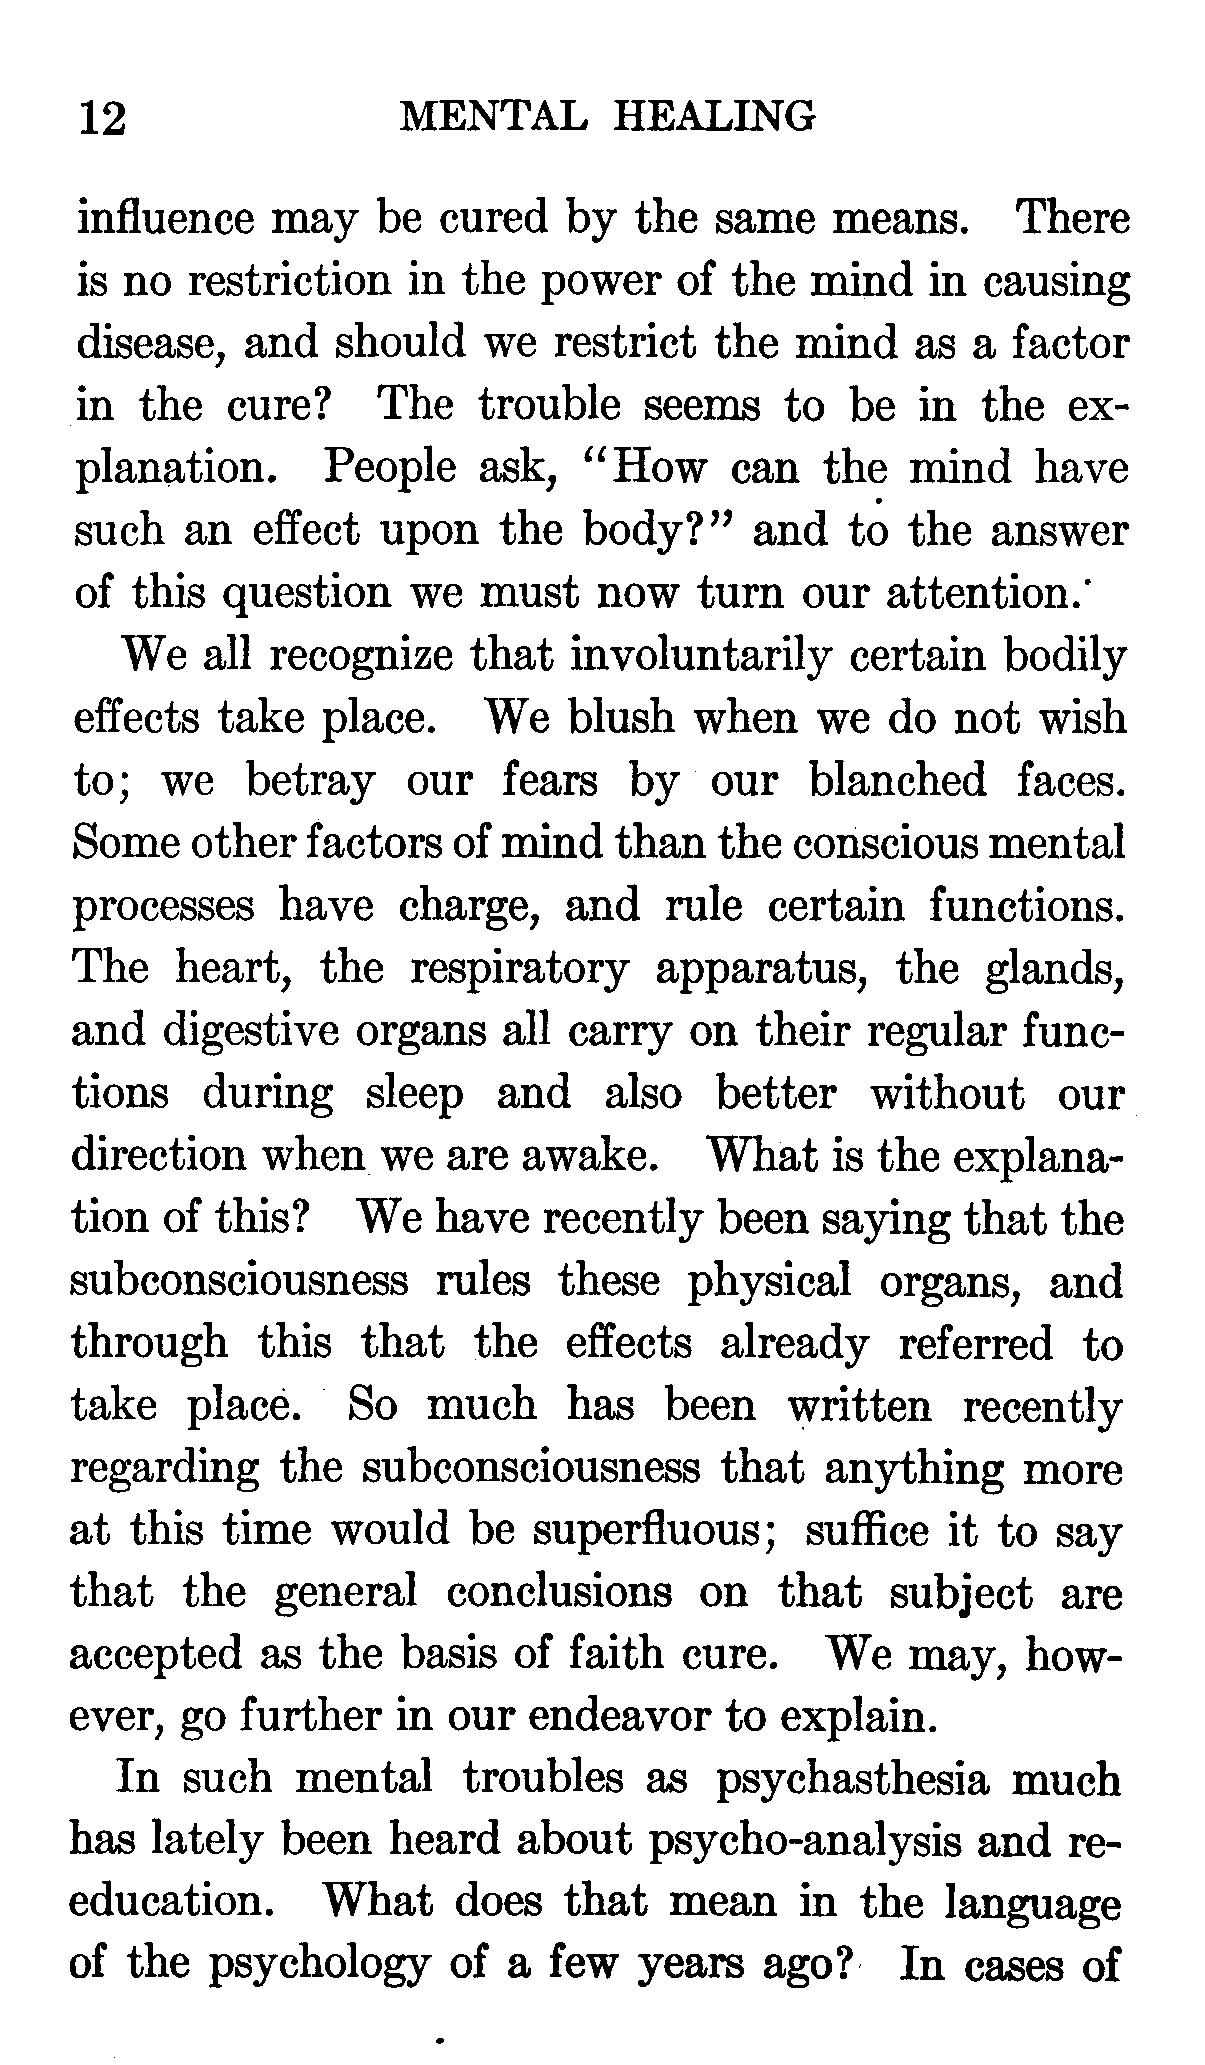 12 MENTAL HEALING
influence may be cured by the same means. There
is no restriction in the power of the mind in causing
disease, and should we restrict the mind as a factor
in the cure? The trouble seems to be in the ex-
planation. People ask, "How can the mind have
such an effect upon the body?" and to the answer
of this question we must now turn our attention.
We all recognize that involuntarily certain bodily
effects take place. We blush when we do not wish
to; we betray our fears by our blanched faces.
Some other factors of mind than the conscious mental
processes have charge, and rule certain functions.
The heart, the respiratory apparatus, the glands,
and digestive organs all carry on their regular func-
tions during sleep and also better without our
direction when we are awake. What is the explana-
tion of this? We have recently been saying that the
subconsciousness rules these physical organs, and
through this that the effects already referred to
take place. So much has been written recently
regarding the subconsciousness that anything more
at this time would be superfluous; suffice it to say
that the general conclusions on that subject are
accepted as the basis of faith cure. We may, how-
ever, go further in our endeavor to explain.
In such mental troubles as psychasthesia much
has lately been heard about psycho-analysis and re-
education. What does that mean in the language
of the psychology of a few years ago? In cases of